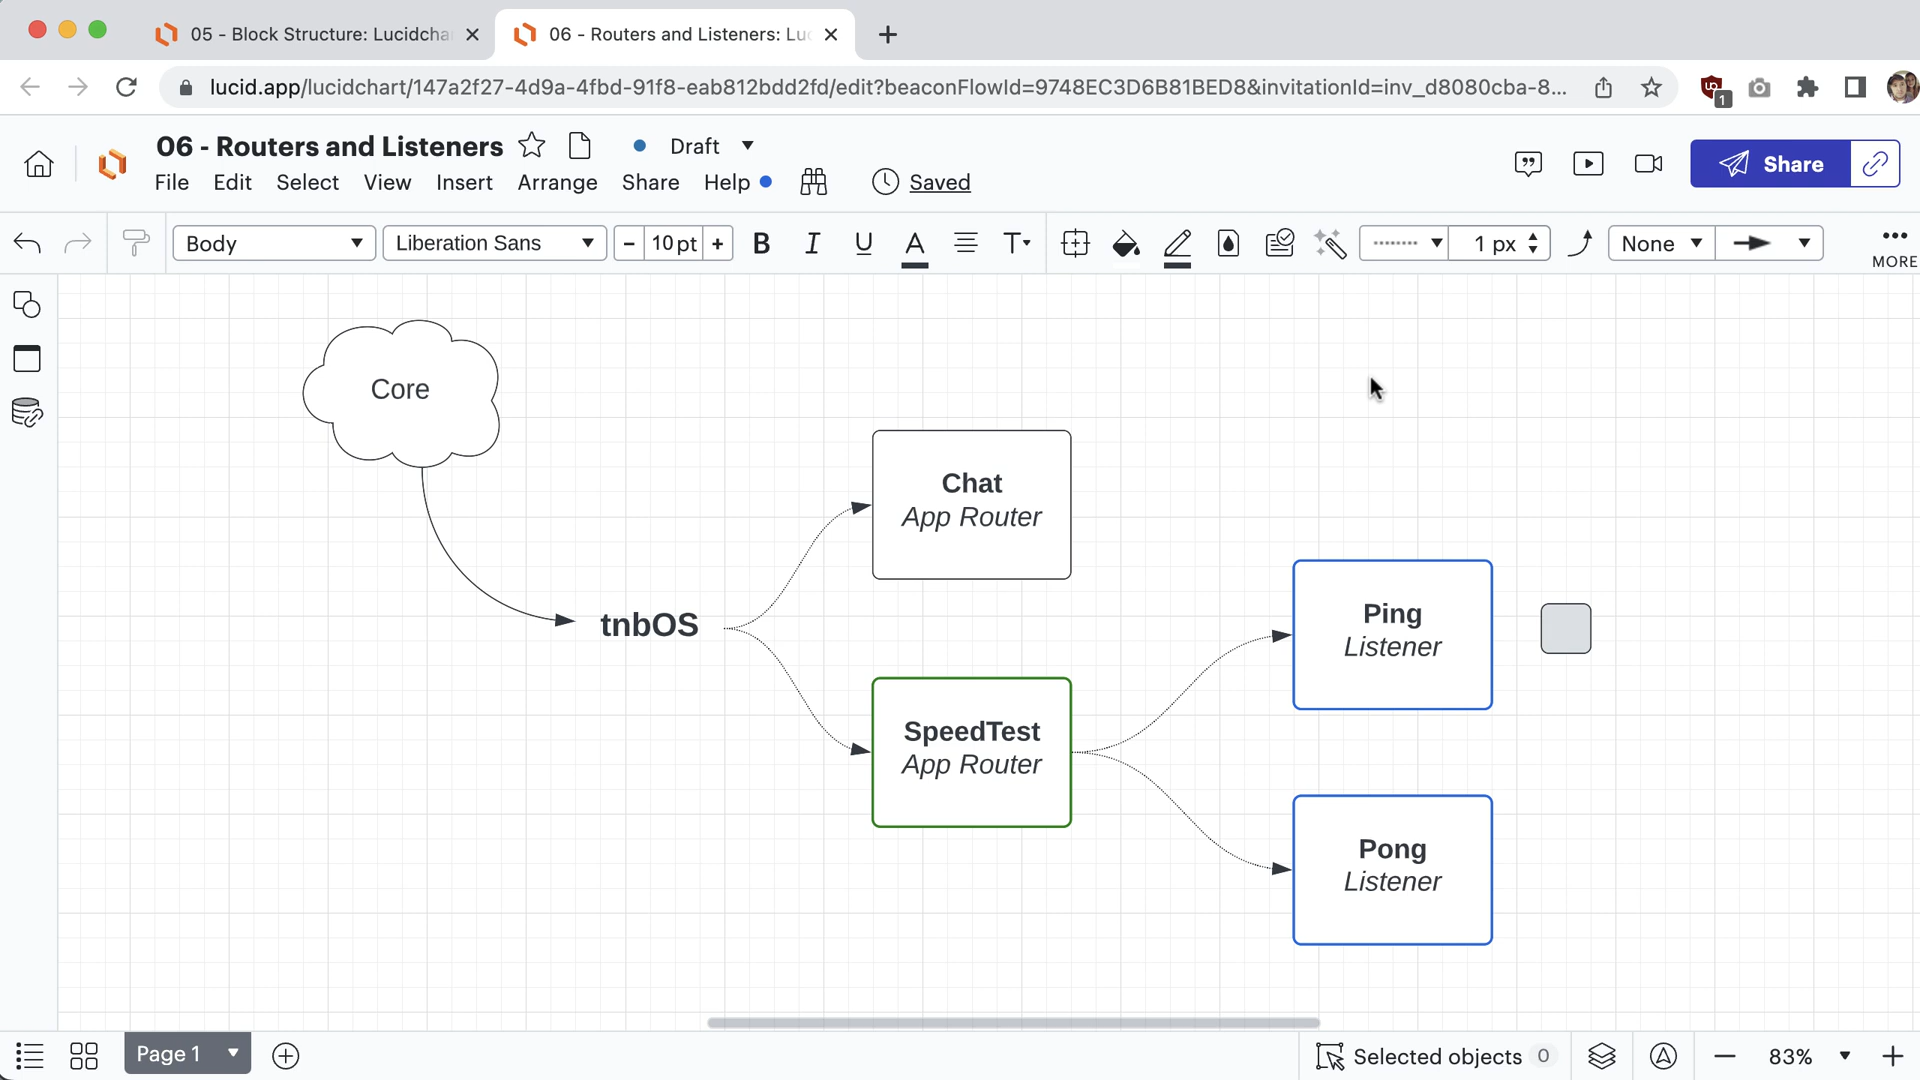 05 - Block Structure: Lucidcha
06 - Routers and Listeners: Luc
lucid.app/lucidchart/147a2f27-4d9a-4fbd-91f8-eab812bdd2fd/edit?beaconFlowId=9748EC3D6B81BED8&invitationId=inv_d8080cba-8...
1
06 - Routers and Listeners
Draft
File Edit Select View Insert Arrange Share Help
Saved
Share
Body
Liberation Sans
- 10 pt +
B I U A T
1 px
None
MORE
Core
Chat
App Router
tnbOS
Ping
Listener
SpeedTest
App Router
Pong
Listener
Page 1
Selected objects 0
83%